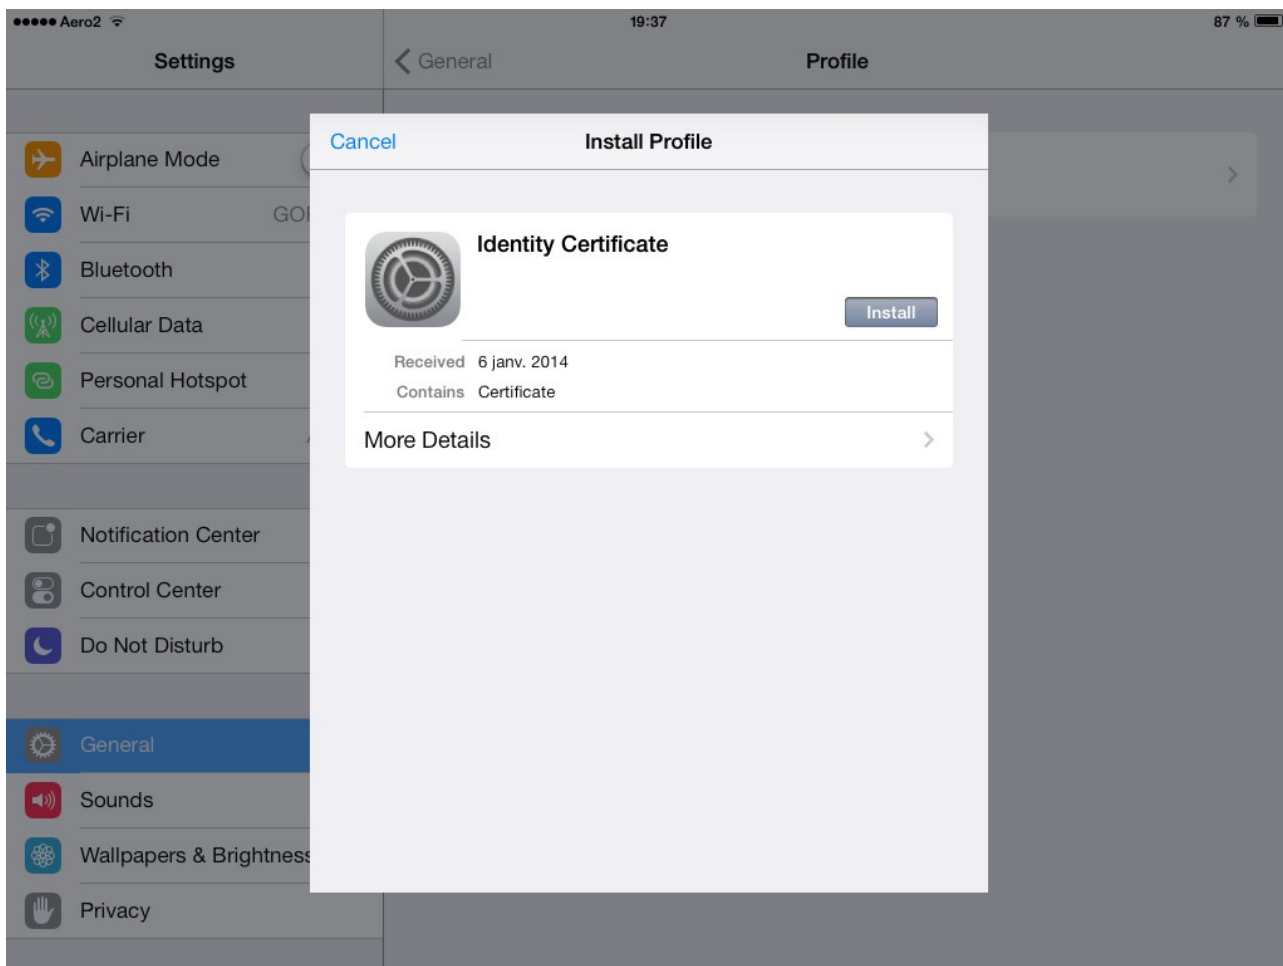 Aero2 19:37 87 %
Settings General Profile
Cancel Install Profile
Airplane Mode
Wi-Fi
Bluetooth
Cellular Data
Personal Hotspot
Carrier
Identity Certificate
Install
Received 6 janv. 2014
Contains Certificate
More Details
Notification Center
Control Center
Do Not Disturb
General
Sounds
Wallpapers & Brightness
Privacy